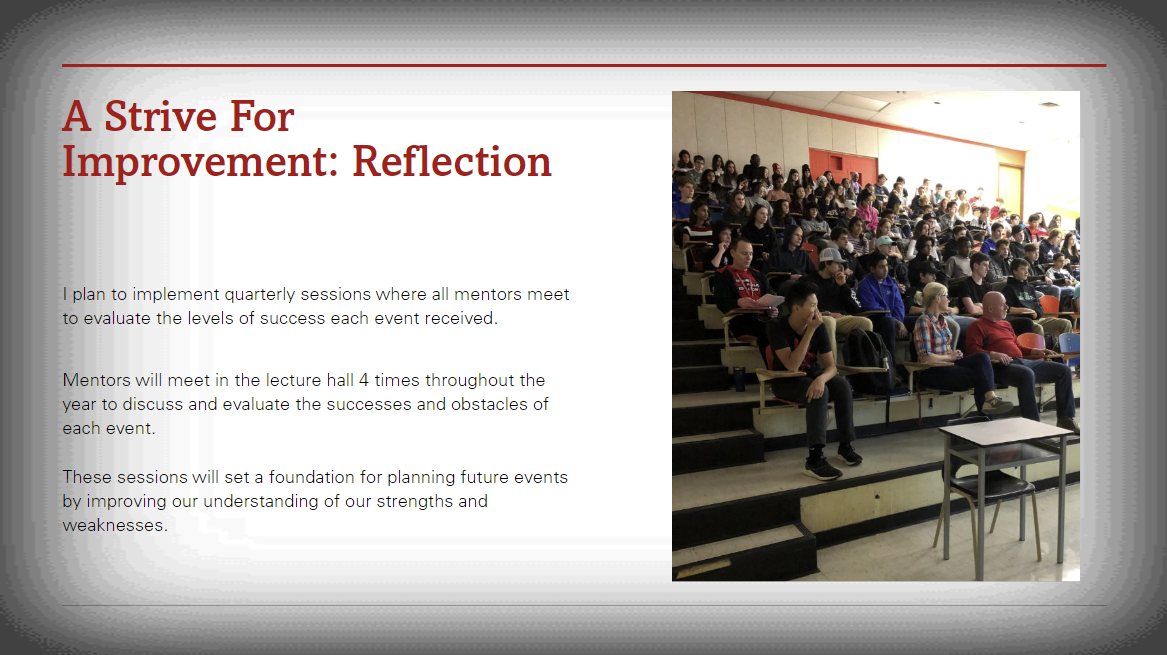 A Strive For
Improvement: Reflection
I plan to implement quarterly sessions where all mentors meet
to evaluate the levels of success each event received.
Mentors will meet in the lecture hall 4 times throughout the
year to discuss and evaluate the successes and obstacles of
each event.
These sessions will set a foundation for planning future events
by improving our understanding of our strengths and
weaknesses.